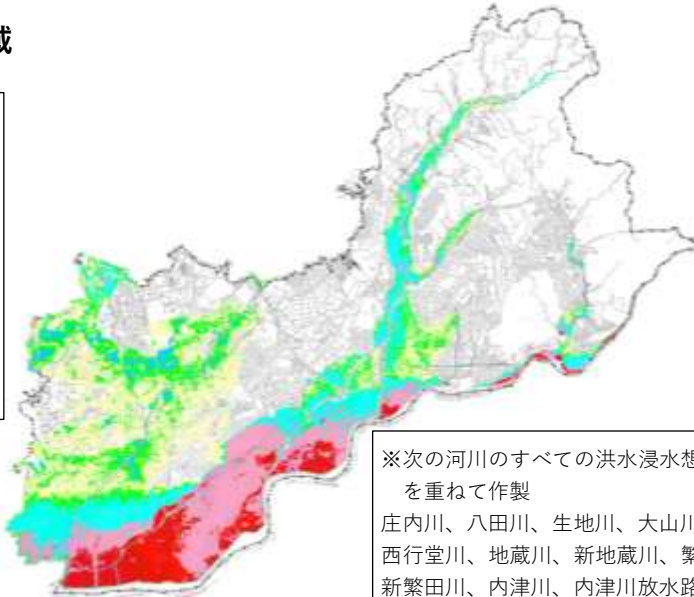 域
※次の河川のすべての洪水浸水想
を重ねて作製
庄内川、八田川、生地川、大山川
西行堂川、地蔵川、新地蔵川、繁
新繁田川、内津川、内津川放水路